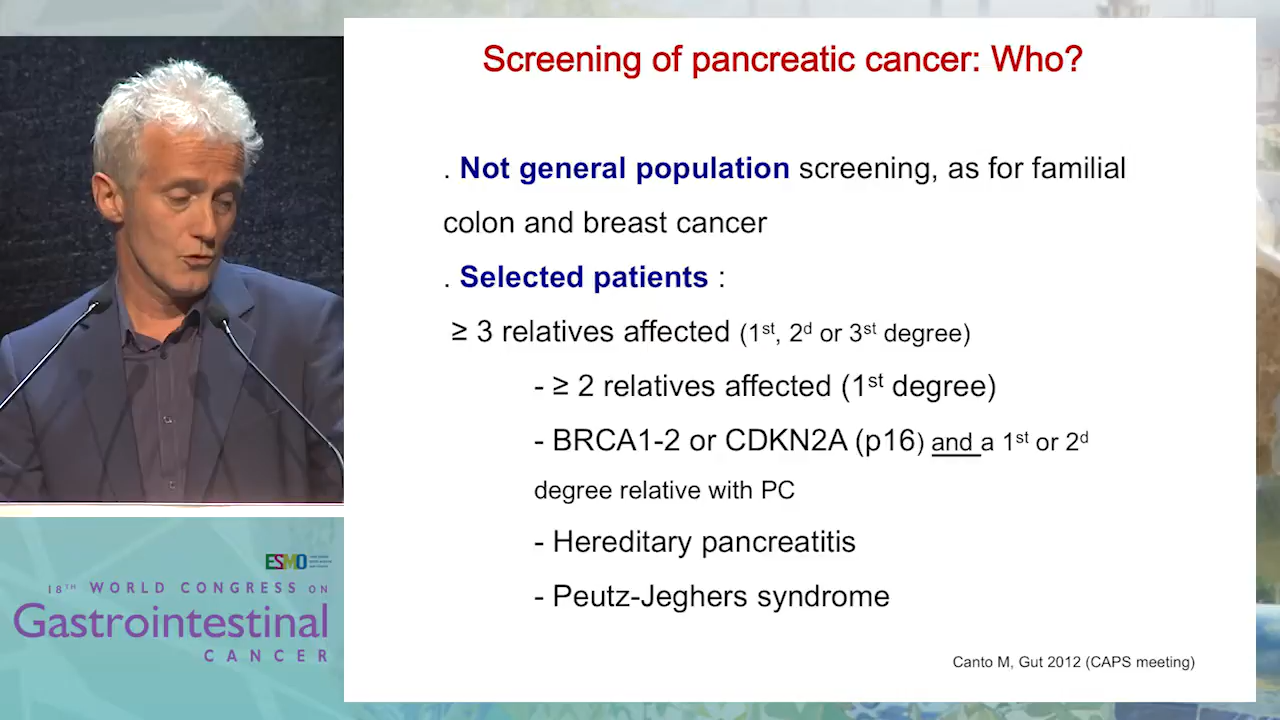 Screening of pancreatic cancer: Who?
. Not general population screening, as for familial
colon and breast cancer
. Selected patients :
≥ 3 relatives affected (1st, 2d or 3st degree)
- ≥ 2 relatives affected (1st degree)
- BRCA1-2 or CDKN2A (p16) and a 1st or 2d
degree relative with PC
- Hereditary pancreatitis
- Peutz-Jeghers syndrome
Canto M, Gut 2012 (CAPS meeting)
ESMO
18TH WORLD CONGRESS ON
Gastrointestinal
CANCER